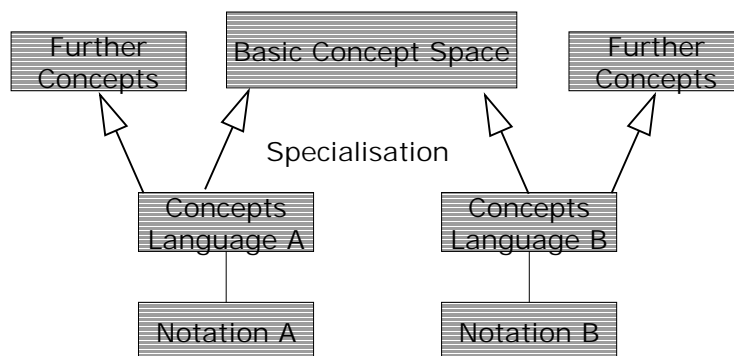 Further
Concepts
Basic Concept Space
Further
Concepts
Specialisation
Concepts
Language A
Concepts
Language B
Notation A
Notation B